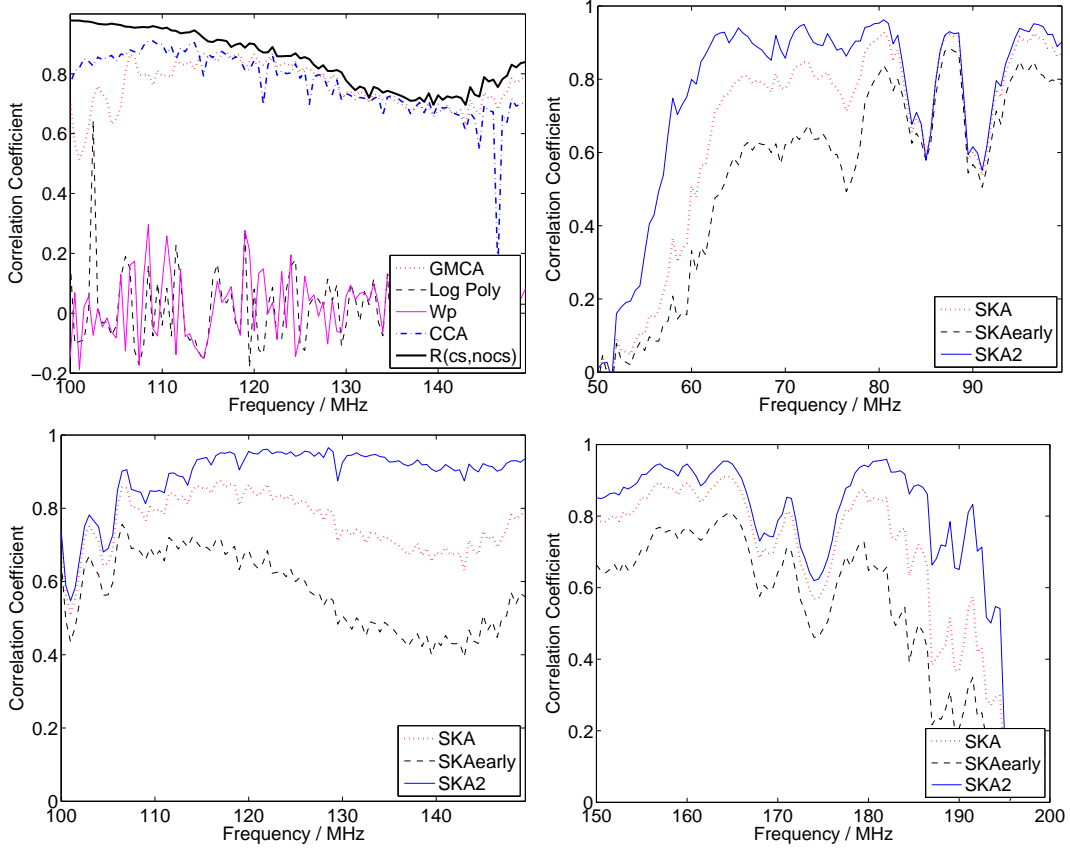 Correlation Coefficient
0.8
0.6
0.4
0.2
0
−0.2
100
110
120
130
140
Frequency / MHz
GMCA
Log Poly
Wp
CCA
R(cs,nocs)
Correlation Coefficient
1
0.8
0.6
0.4
0.2
0
50
60
70
80
90
Frequency / MHz
SKA
SKAearly
SKA2
Correlation Coefficient
1
0.8
0.6
0.4
0.2
0
100
110
120
130
140
Frequency / MHz
SKA
SKAearly
SKA2
Correlation Coefficient
1
0.8
0.6
0.4
0.2
0
150
160
170
180
190
200
Frequency / MHz
SKA
SKAearly
SKA2